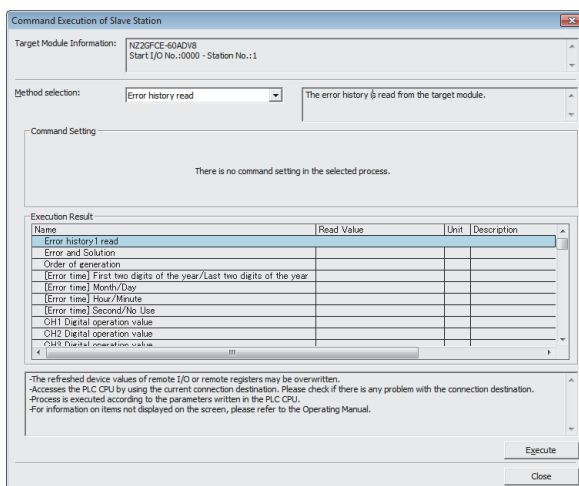 Command Execution of Slave Station
Target Module Information:
NZ2GFCE-60ADV8
Start I/O No.:0000 - Station No.:1
Method selection:
Error history read
The error history is read from the target module.
Command Setting
There is no command setting in the selected process.
Execution Result
Name Read Value Unit Description
Error history1 read
Error and Solution
Order of generation
[Error time] First two digits of the year/Last two digits of the year
[Error time] Month/Day
[Error time] Hour/Minute
[Error time] Second/No Use
CH1 Digital operation value
CH2 Digital operation value
CH3 Digital operation value
-The refreshed device values of remote I/O or remote registers may be overwritten.
-Accesses the PLC CPU by using the current connection destination. Please check if there is any problem with the connection destination.
-Process is executed according to the parameters written in the PLC CPU.
-For information on items not displayed on the screen, please refer to the Operating Manual.
Execute
Close